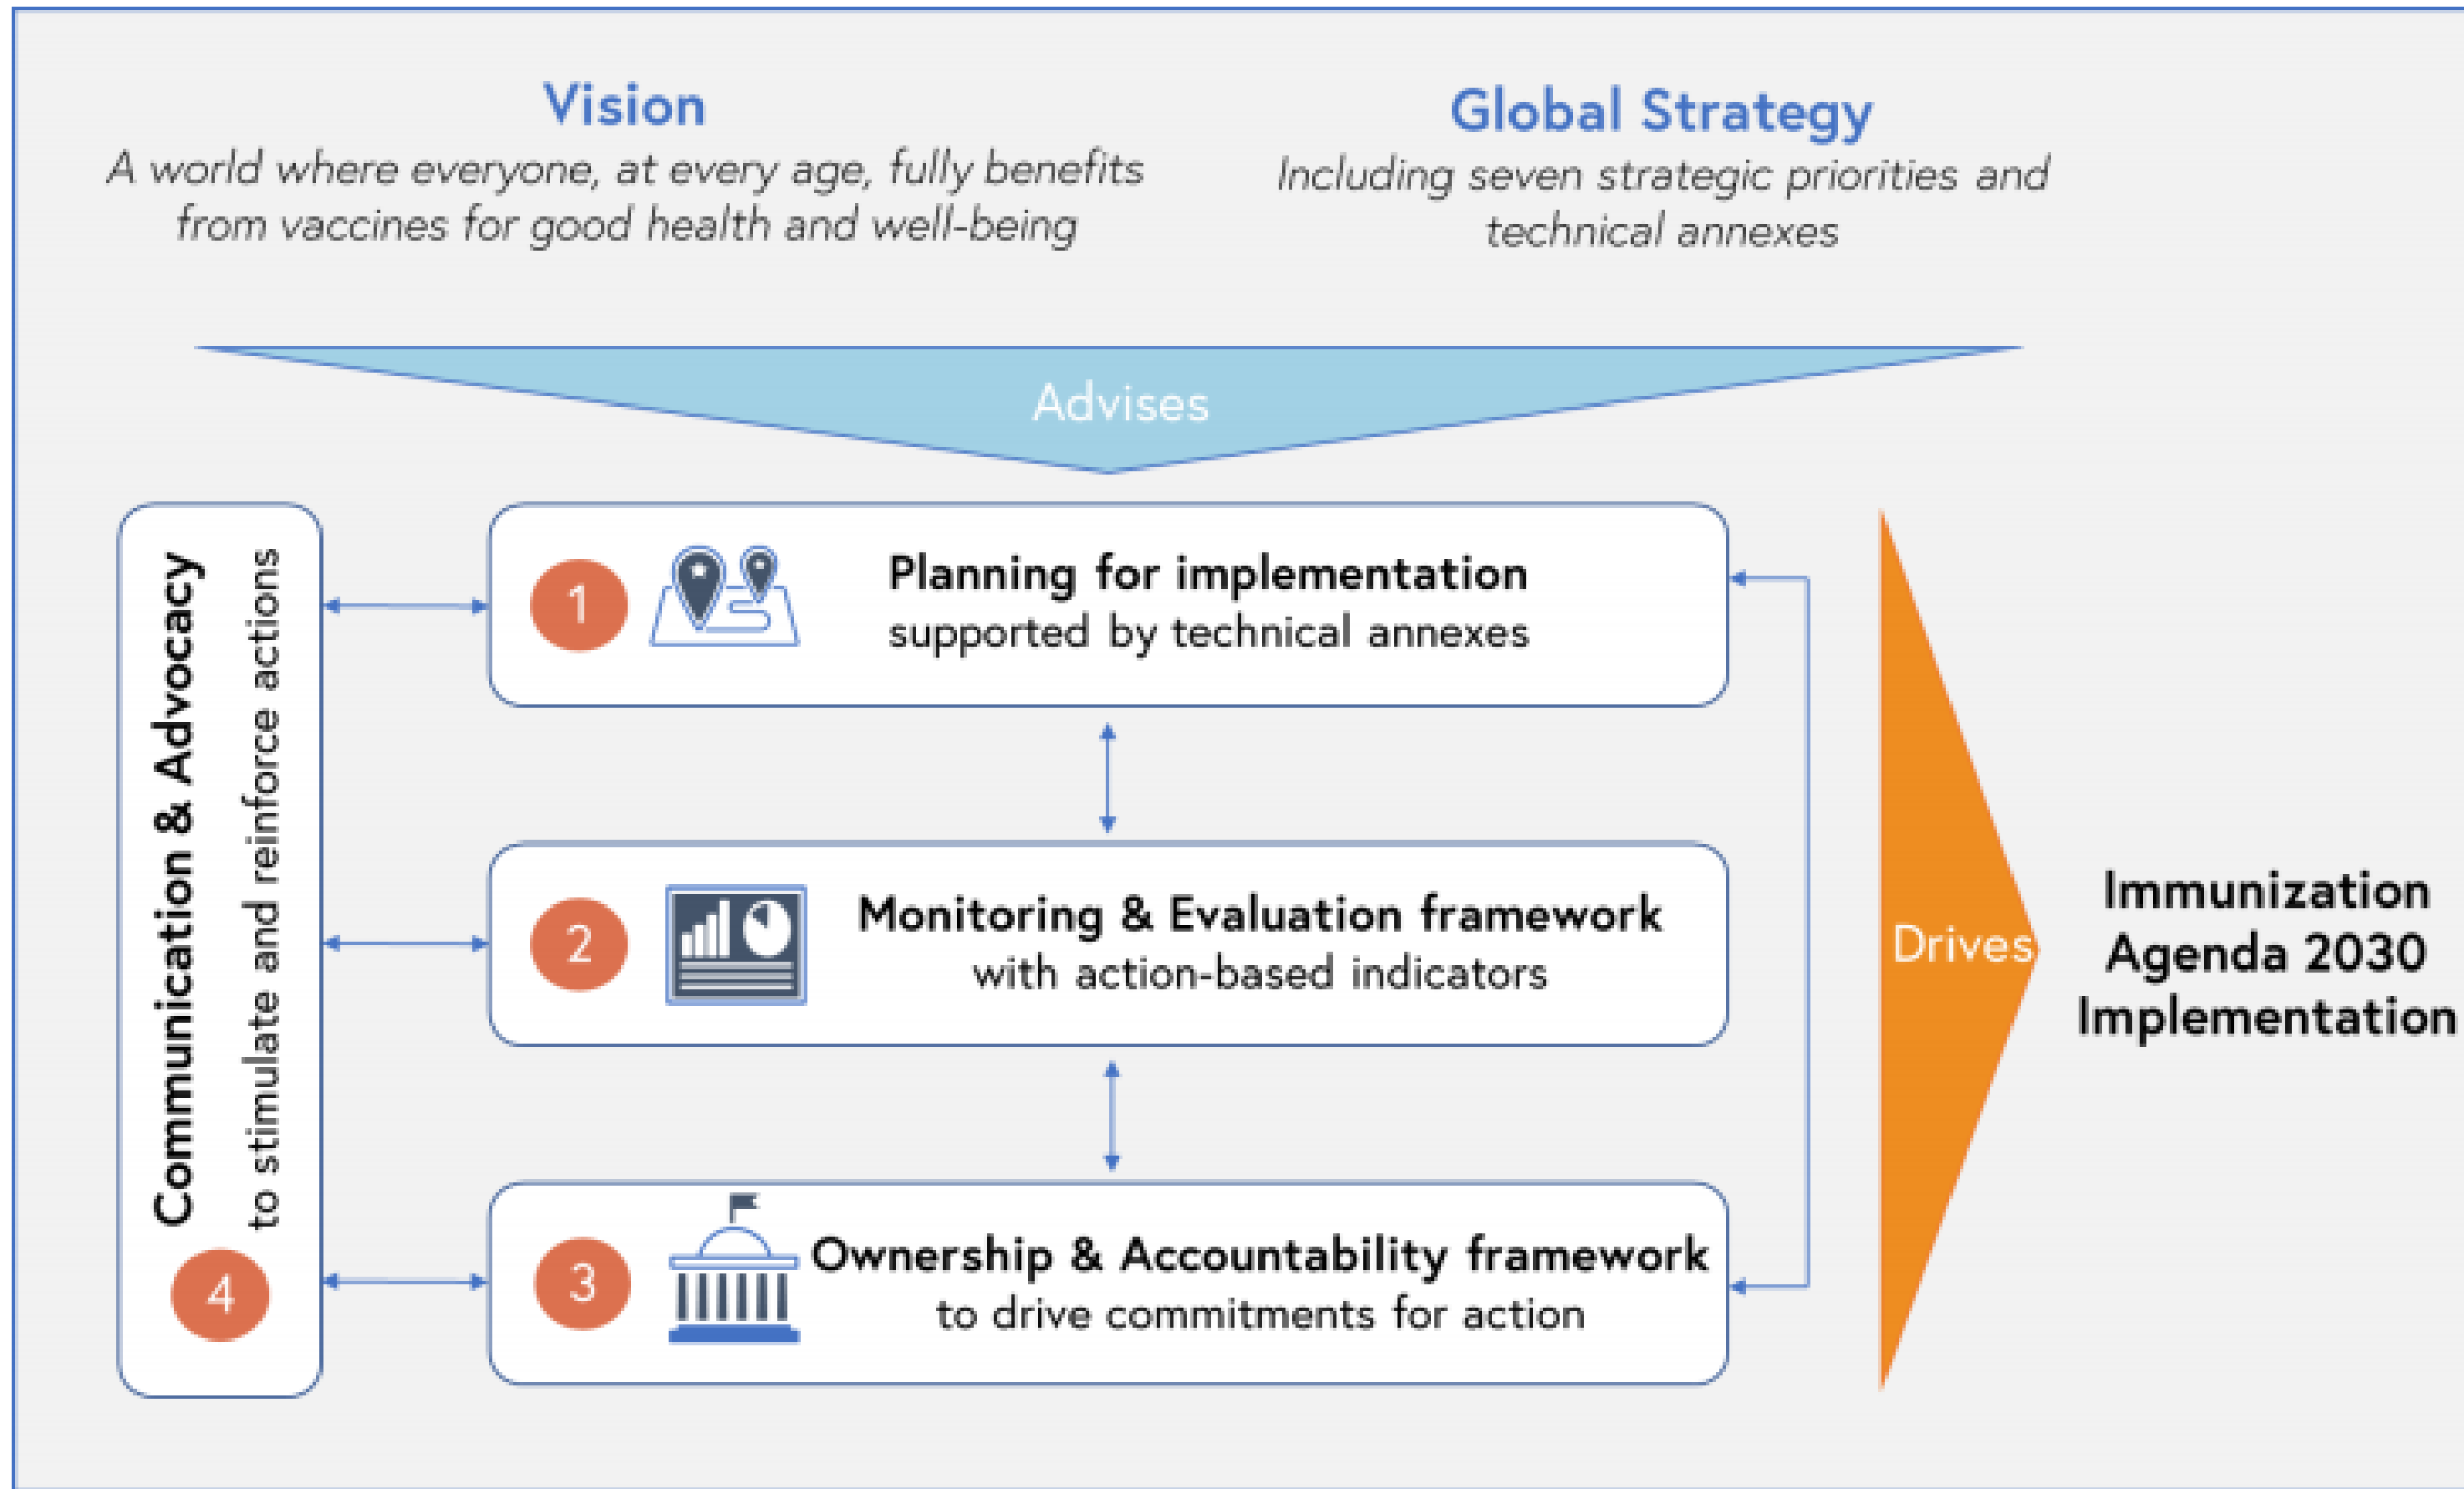 Vision
A world where everyone, at every age, fully benefits
from vaccines for good health and well-being
Global Strategy
Including seven strategic priorities and
technical annexes
Advises
Communication & Advocacy
to stimulate and reinforce actions
4
1
Planning for implementation
supported by technical annexes
2
Monitoring & Evaluation framework
with action-based indicators
3
Ownership & Accountability framework
to drive commitments for action
Drives
Immunization
Agenda 2030
Implementation